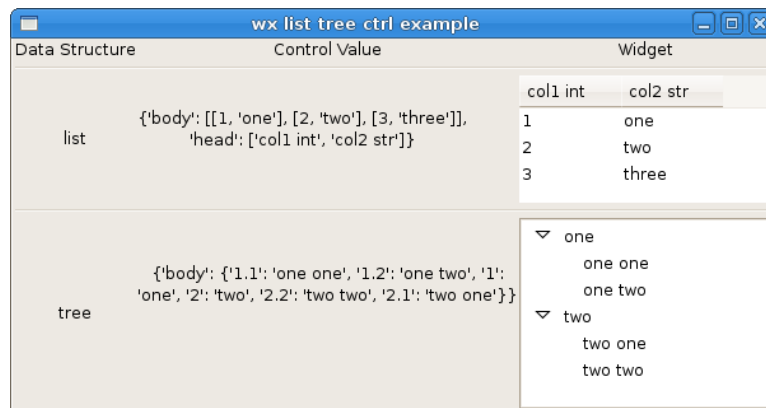 wx list tree ctrl example
Data Structure Control Value Widget
list
{'body': [[1, 'one'], [2, 'two'], [3, 'three']],
'head': ['col1 int', 'col2 str']}
col1 int col2 str
1 one
2 two
3 three
tree
{'body': {'1.1': 'one one', '1.2': 'one two', '1':
'one', '2': 'two', '2.2': 'two two', '2.1': 'two one'}}
one
one one
one two
two
two one
two two